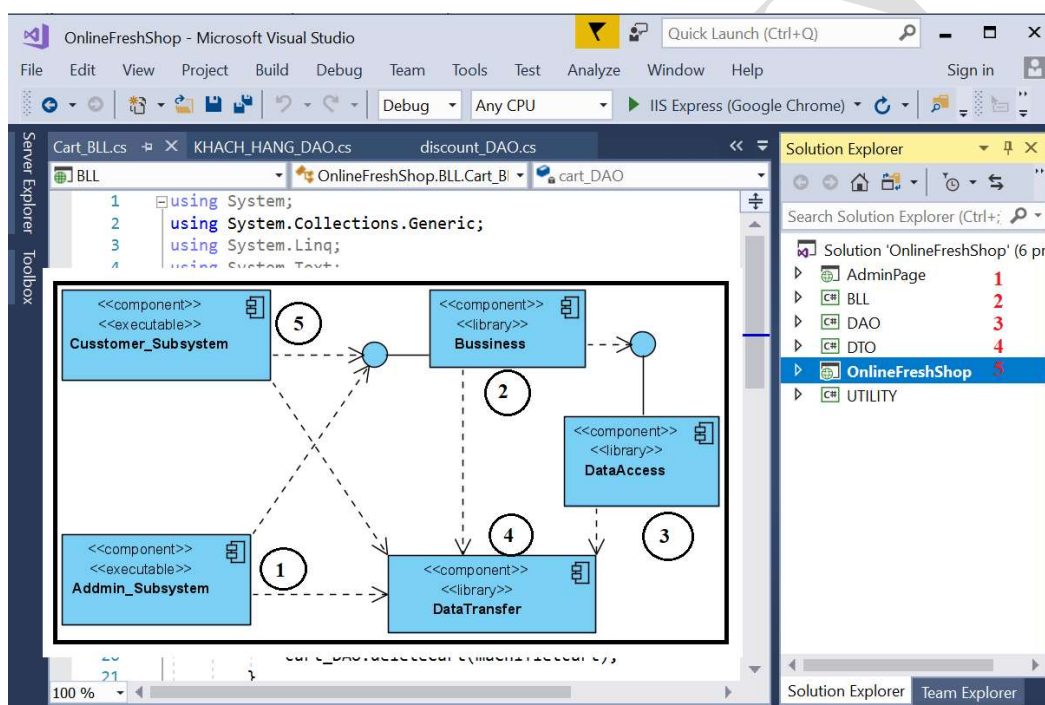 OnlineFreshShop - Microsoft Visual Studio
Quick Launch (Ctrl+Q)
File Edit View Project Build Debug Team Tools Test Analyze Window Help Sign in
Debug Any CPU IIS Express (Google Chrome)
Server Explorer
Toolbox
Cart_BLL.cs KHACH_HANG_DAO.cs discount_DAO.cs
BLL OnlineFreshShop.BLL.Cart_Bl cart_DAO
1 using System;
2 using System.Collections.Generic;
3 using System.Linq;
4 using System.Text;
<<component>>
<<executable>>
Cusstomer_Subsystem
5
<<component>>
<<library>>
Bussiness
2
<<component>>
<<library>>
DataAccess
3
<<component>>
<<executable>>
Addmin_Subsystem
1
4
<<component>>
<<library>>
DataTransfer
21 }
100 %
Solution Explorer
Search Solution Explorer (Ctrl+;
Solution 'OnlineFreshShop' (6 pr
AdminPage 1
BLL 2
DAO 3
DTO 4
OnlineFreshShop 5
UTILITY
Solution Explorer Team Explorer